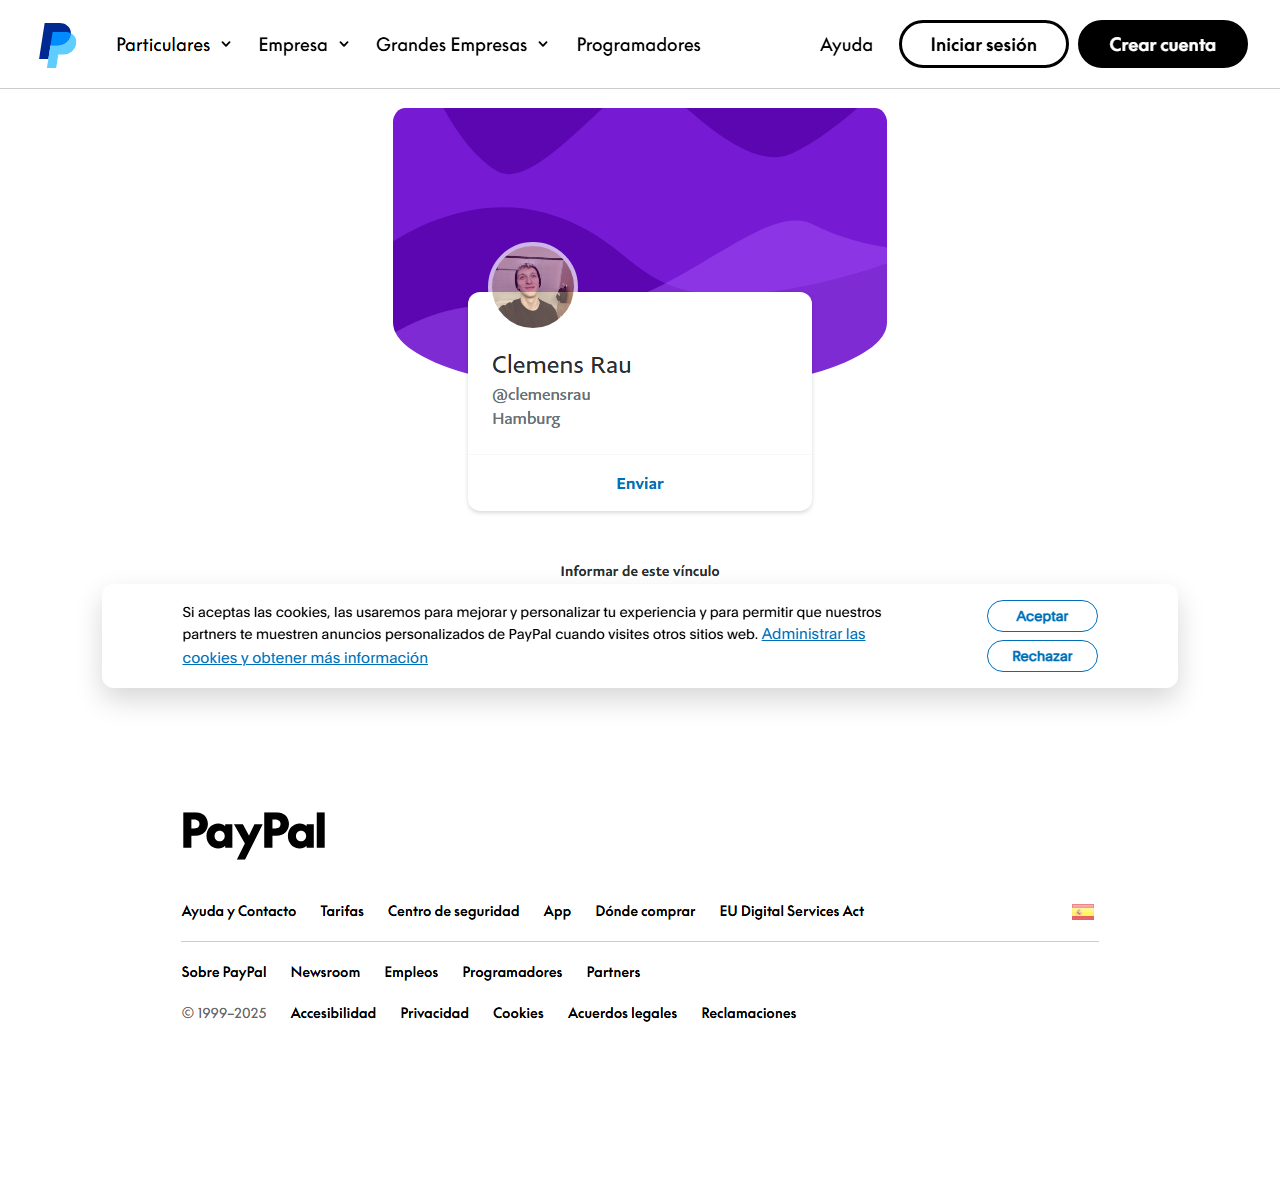 Particulares Empresa Grandes Empresas Programadores Ayuda Iniciar sesión Crear cuenta
Clemens Rau
@clemensrau
Hamburg
Enviar
Informar de este vínculo
Si aceptas las cookies, las usaremos para mejorar y personalizar tu experiencia y para permitir que nuestros
partners te muestren anuncios personalizados de PayPal cuando visites otros sitios web. Administrar las
cookies y obtener más información
Aceptar
Rechazar
PayPal
Ayuda y Contacto Tarifas Centro de seguridad App Dónde comprar EU Digital Services Act
Sobre PayPal Newsroom Empleos Programadores Partners
© 1999–2025 Accesibilidad Privacidad Cookies Acuerdos legales Reclamaciones